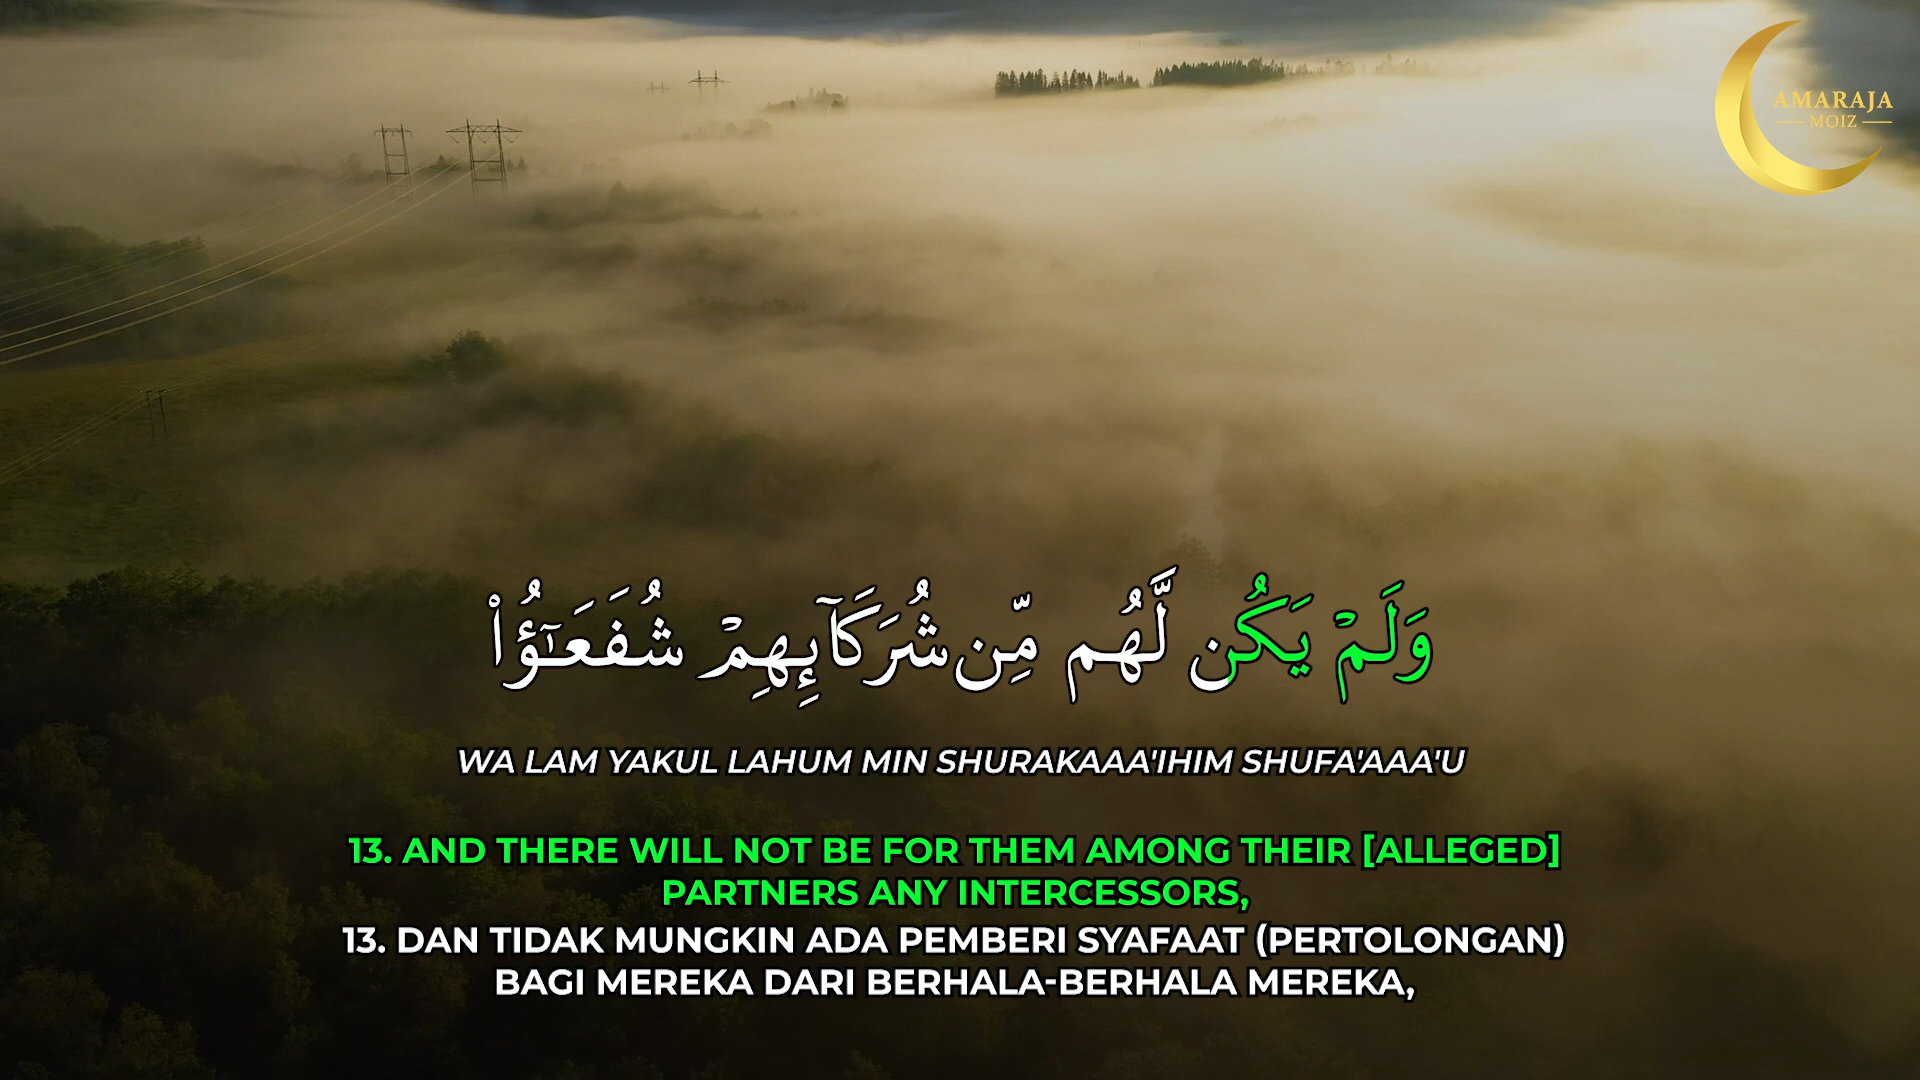 AMARAJA
MOIZ
وَلَمْ يَكُن لَّهُم مِّن شُرَكَآئِهِمْ شُفَعَـٰٓؤُا۟
WA LAM YAKUL LAHUM MIN SHURAKAAA'IHIM SHUFA'AAA'U
13. AND THERE WILL NOT BE FOR THEM AMONG THEIR [ALLEGED]
PARTNERS ANY INTERCESSORS,
13. DAN TIDAK MUNGKIN ADA PEMBERI SYAFAAT (PERTOLONGAN)
BAGI MEREKA DARI BERHALA-BERHALA MEREKA,